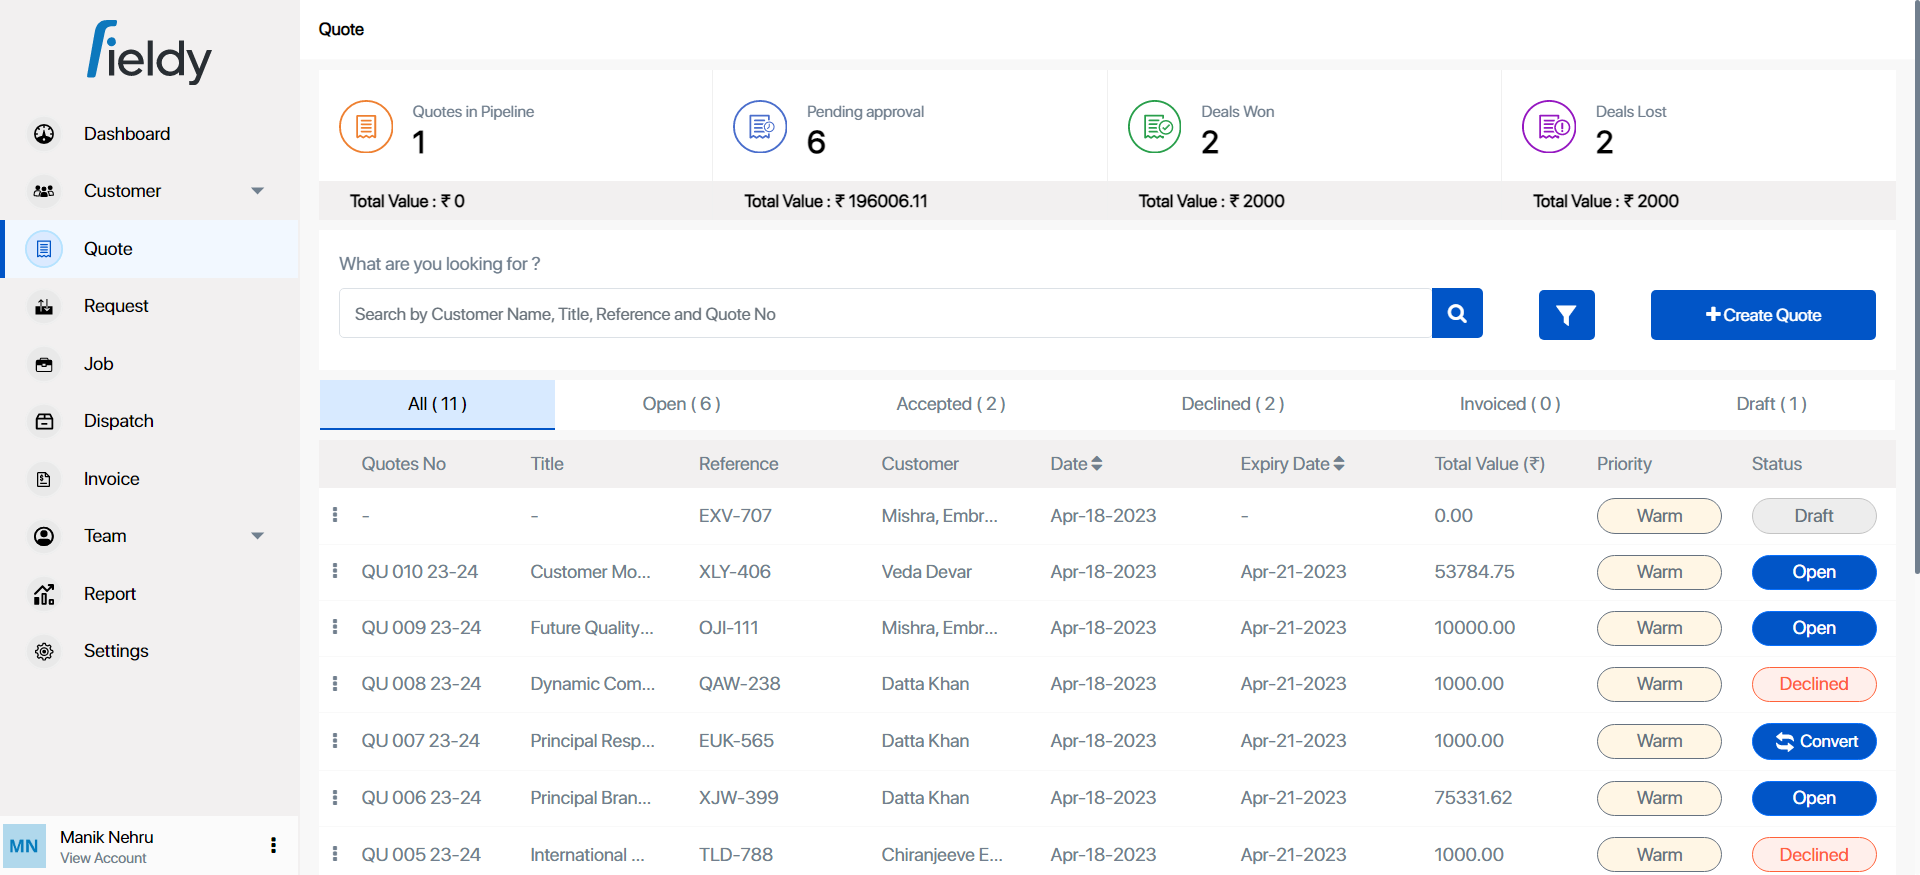 fieldy
Dashboard
Customer
Quote
Request
Job
Dispatch
Invoice
Team
Report
Settings
MN
Manik Nehru
View Account
Quote
Quotes in Pipeline
1
Total Value : ₹ 0
Pending approval
6
Total Value : ₹ 196006.11
Deals Won
2
Total Value : ₹ 2000
Deals Lost
2
Total Value : ₹ 2000
What are you looking for ?
Search by Customer Name, Title, Reference and Quote No
Create Quote
All ( 11 ) Open ( 6 ) Accepted ( 2 ) Declined ( 2 ) Invoiced ( 0 ) Draft ( 1 )
Quotes No Title Reference Customer Date Expiry Date Total Value (₹) Priority Status
- - EXV-707 Mishra, Embr... Apr-18-2023 - 0.00 Warm Draft
QU 010 23-24 Customer Mo... XLY-406 Veda Devar Apr-18-2023 Apr-21-2023 53784.75 Warm Open
QU 009 23-24 Future Quality... OJI-111 Mishra, Embr... Apr-18-2023 Apr-21-2023 10000.00 Warm Open
QU 008 23-24 Dynamic Com... QAW-238 Datta Khan Apr-18-2023 Apr-21-2023 1000.00 Warm Declined
QU 007 23-24 Principal Resp... EUK-565 Datta Khan Apr-18-2023 Apr-21-2023 1000.00 Warm Convert
QU 006 23-24 Principal Bran... XJW-399 Datta Khan Apr-18-2023 Apr-21-2023 75331.62 Warm Open
QU 005 23-24 International ... TLD-788 Chiranjeeve E... Apr-18-2023 Apr-21-2023 1000.00 Warm Declined